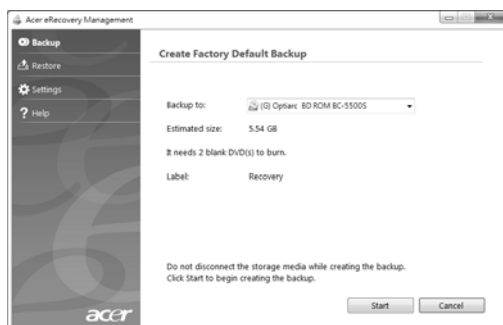 Acer eRecovery Management
Backup
Restore
Settings
Help
Create Factory Default Backup
Backup to: (G) Optiarc BD ROM BC-5500S
Estimated size: 5.54 GB
It needs 2 blank DVD(s) to burn.
Label: Recovery
Do not disconnect the storage media while creating the backup.
Click Start to begin creating the backup.
Start Cancel
acer